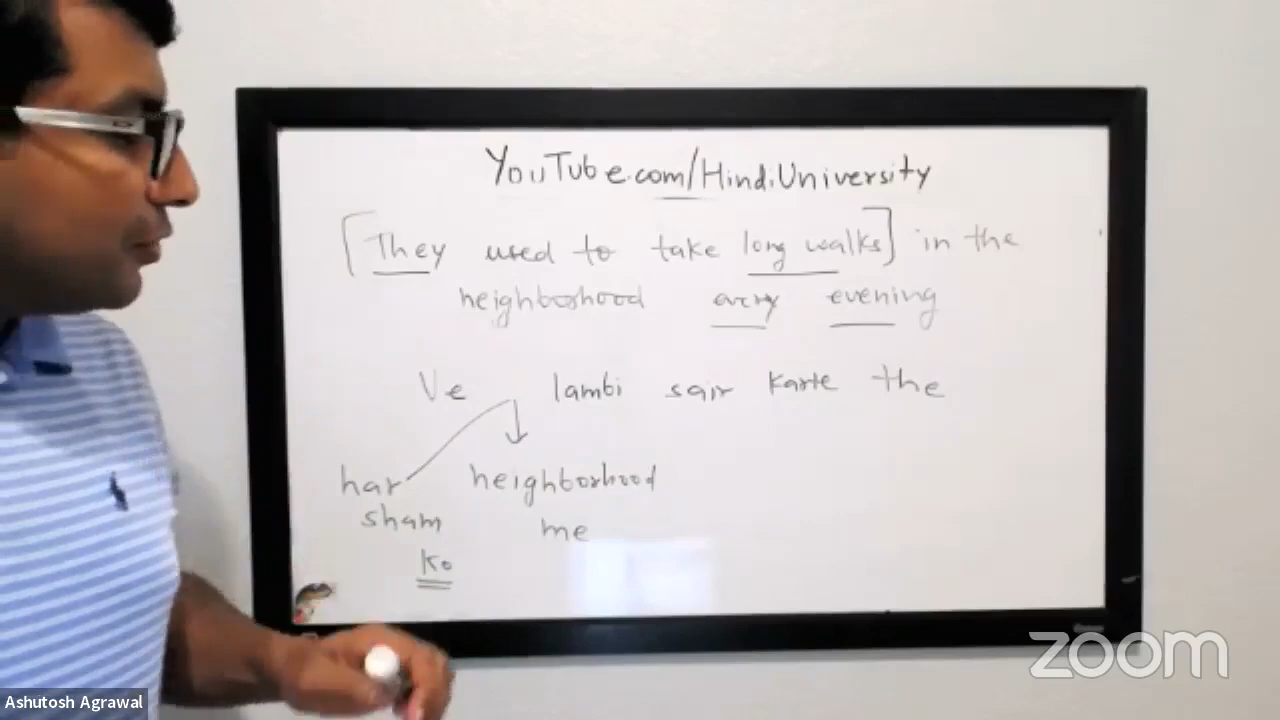 YouTube.com/HindiUniversity
[They used to take long walks] in the
neighborhood every evening
Ve lambi sair karte the
har neighborhood
sham me
ko
zoom
Ashutosh Agrawal